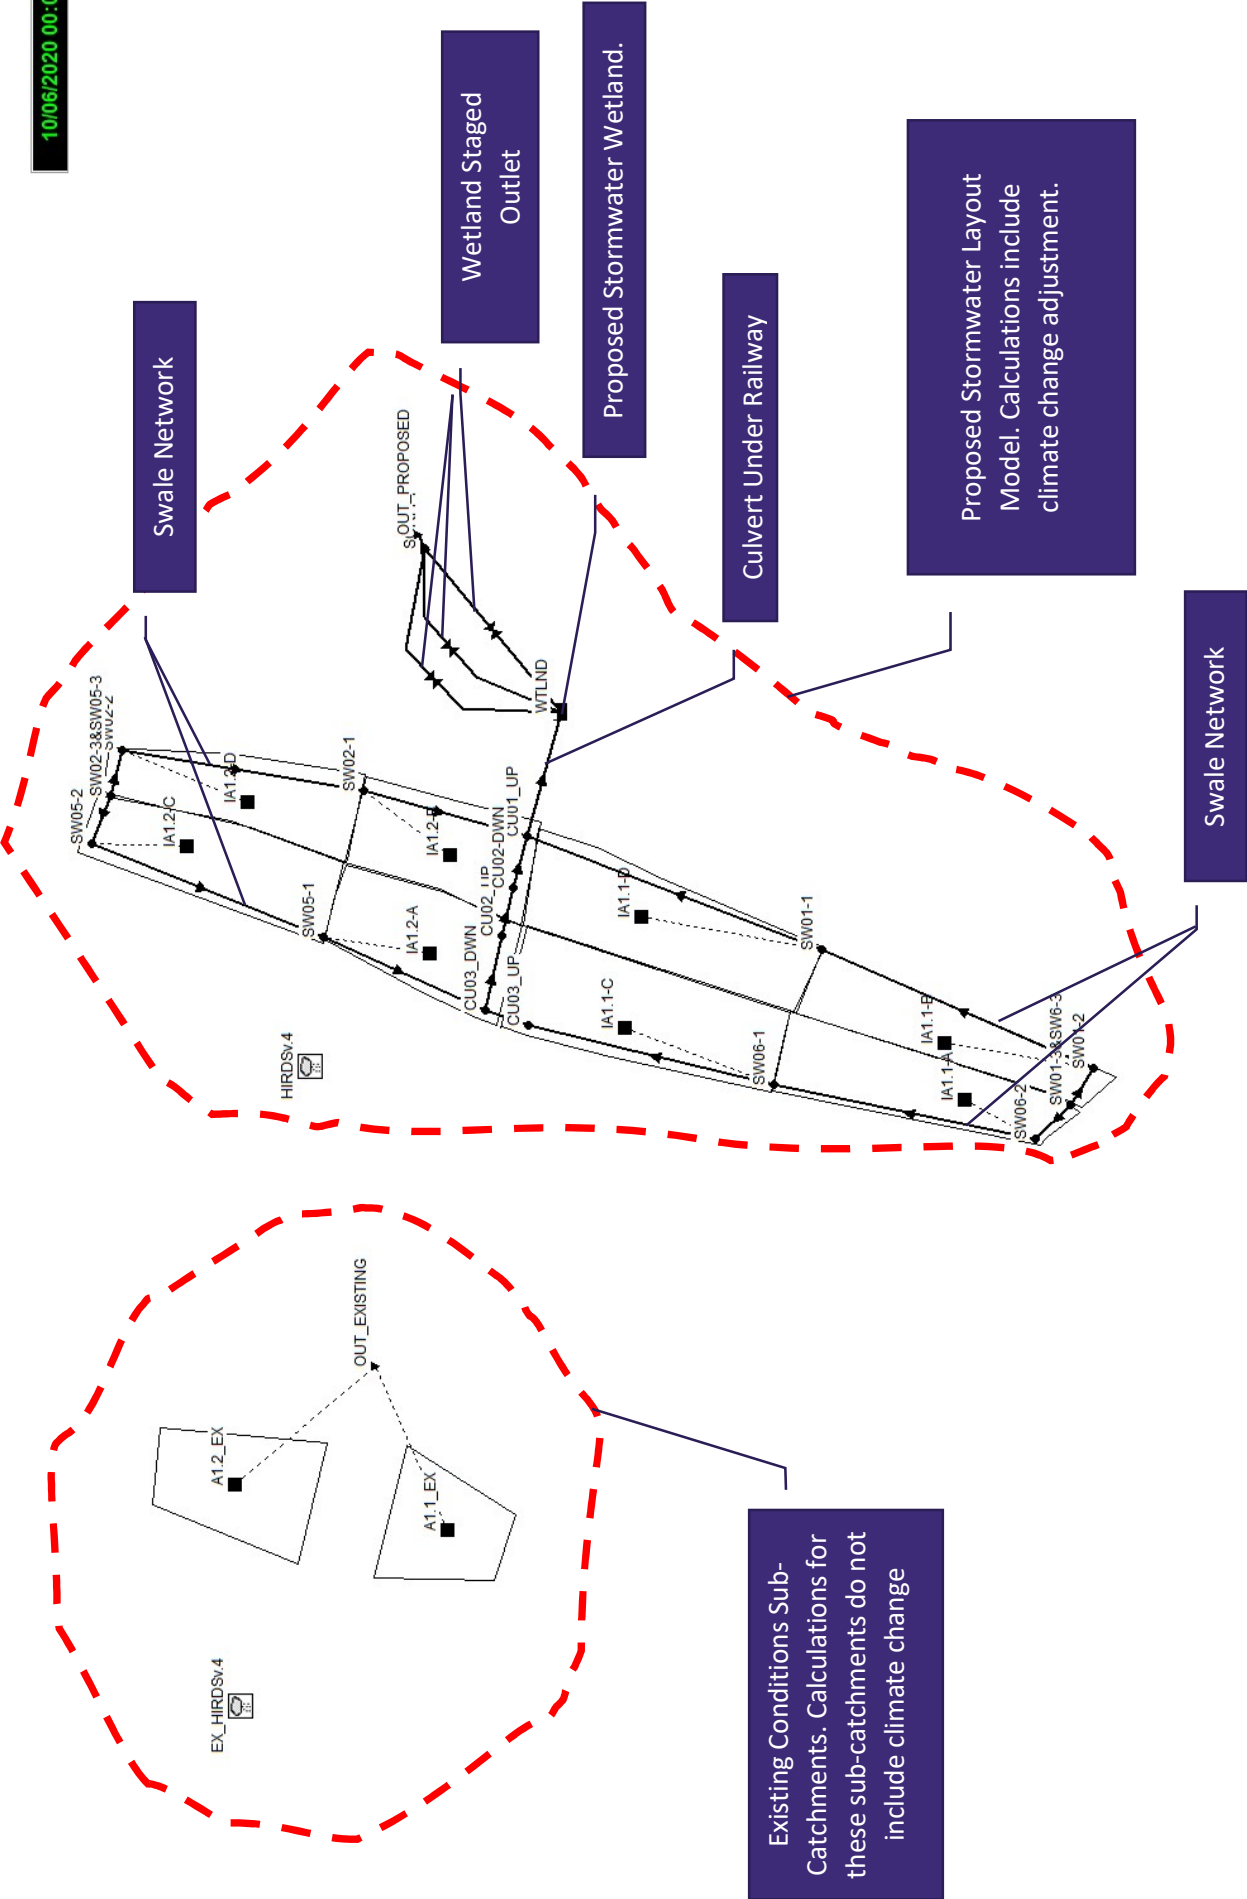 10/06/2020 00:0
Existing Conditions Sub-
Catchments. Calculations for
these sub-catchments do not
include climate change
EX_HIRDSv.4
A1.2_EX
A1.1_EX
OUT_EXISTING
HIRDSv.4
Swale Network
SW05-2
SW02-3&SW05-3
SW02-2
IA1.2-C
IA1.2-D
SW02-1
SW05-1
IA1.2-A
CU03_DWN
CU03_UP
CU02_UP
CU02-DWN
CU01_UP
WTLND
OUT_PROPOSED
Wetland Staged
Outlet
Proposed Stormwater Wetland.
Culvert Under Railway
Proposed Stormwater Layout
Model. Calculations include
climate change adjustment.
IA1.1-C
IA1.1-D
SW01-1
SW06-1
IA1.1-A
IA1.1-B
SW06-2
SW01-3&SW6-3
SW01-2
Swale Network